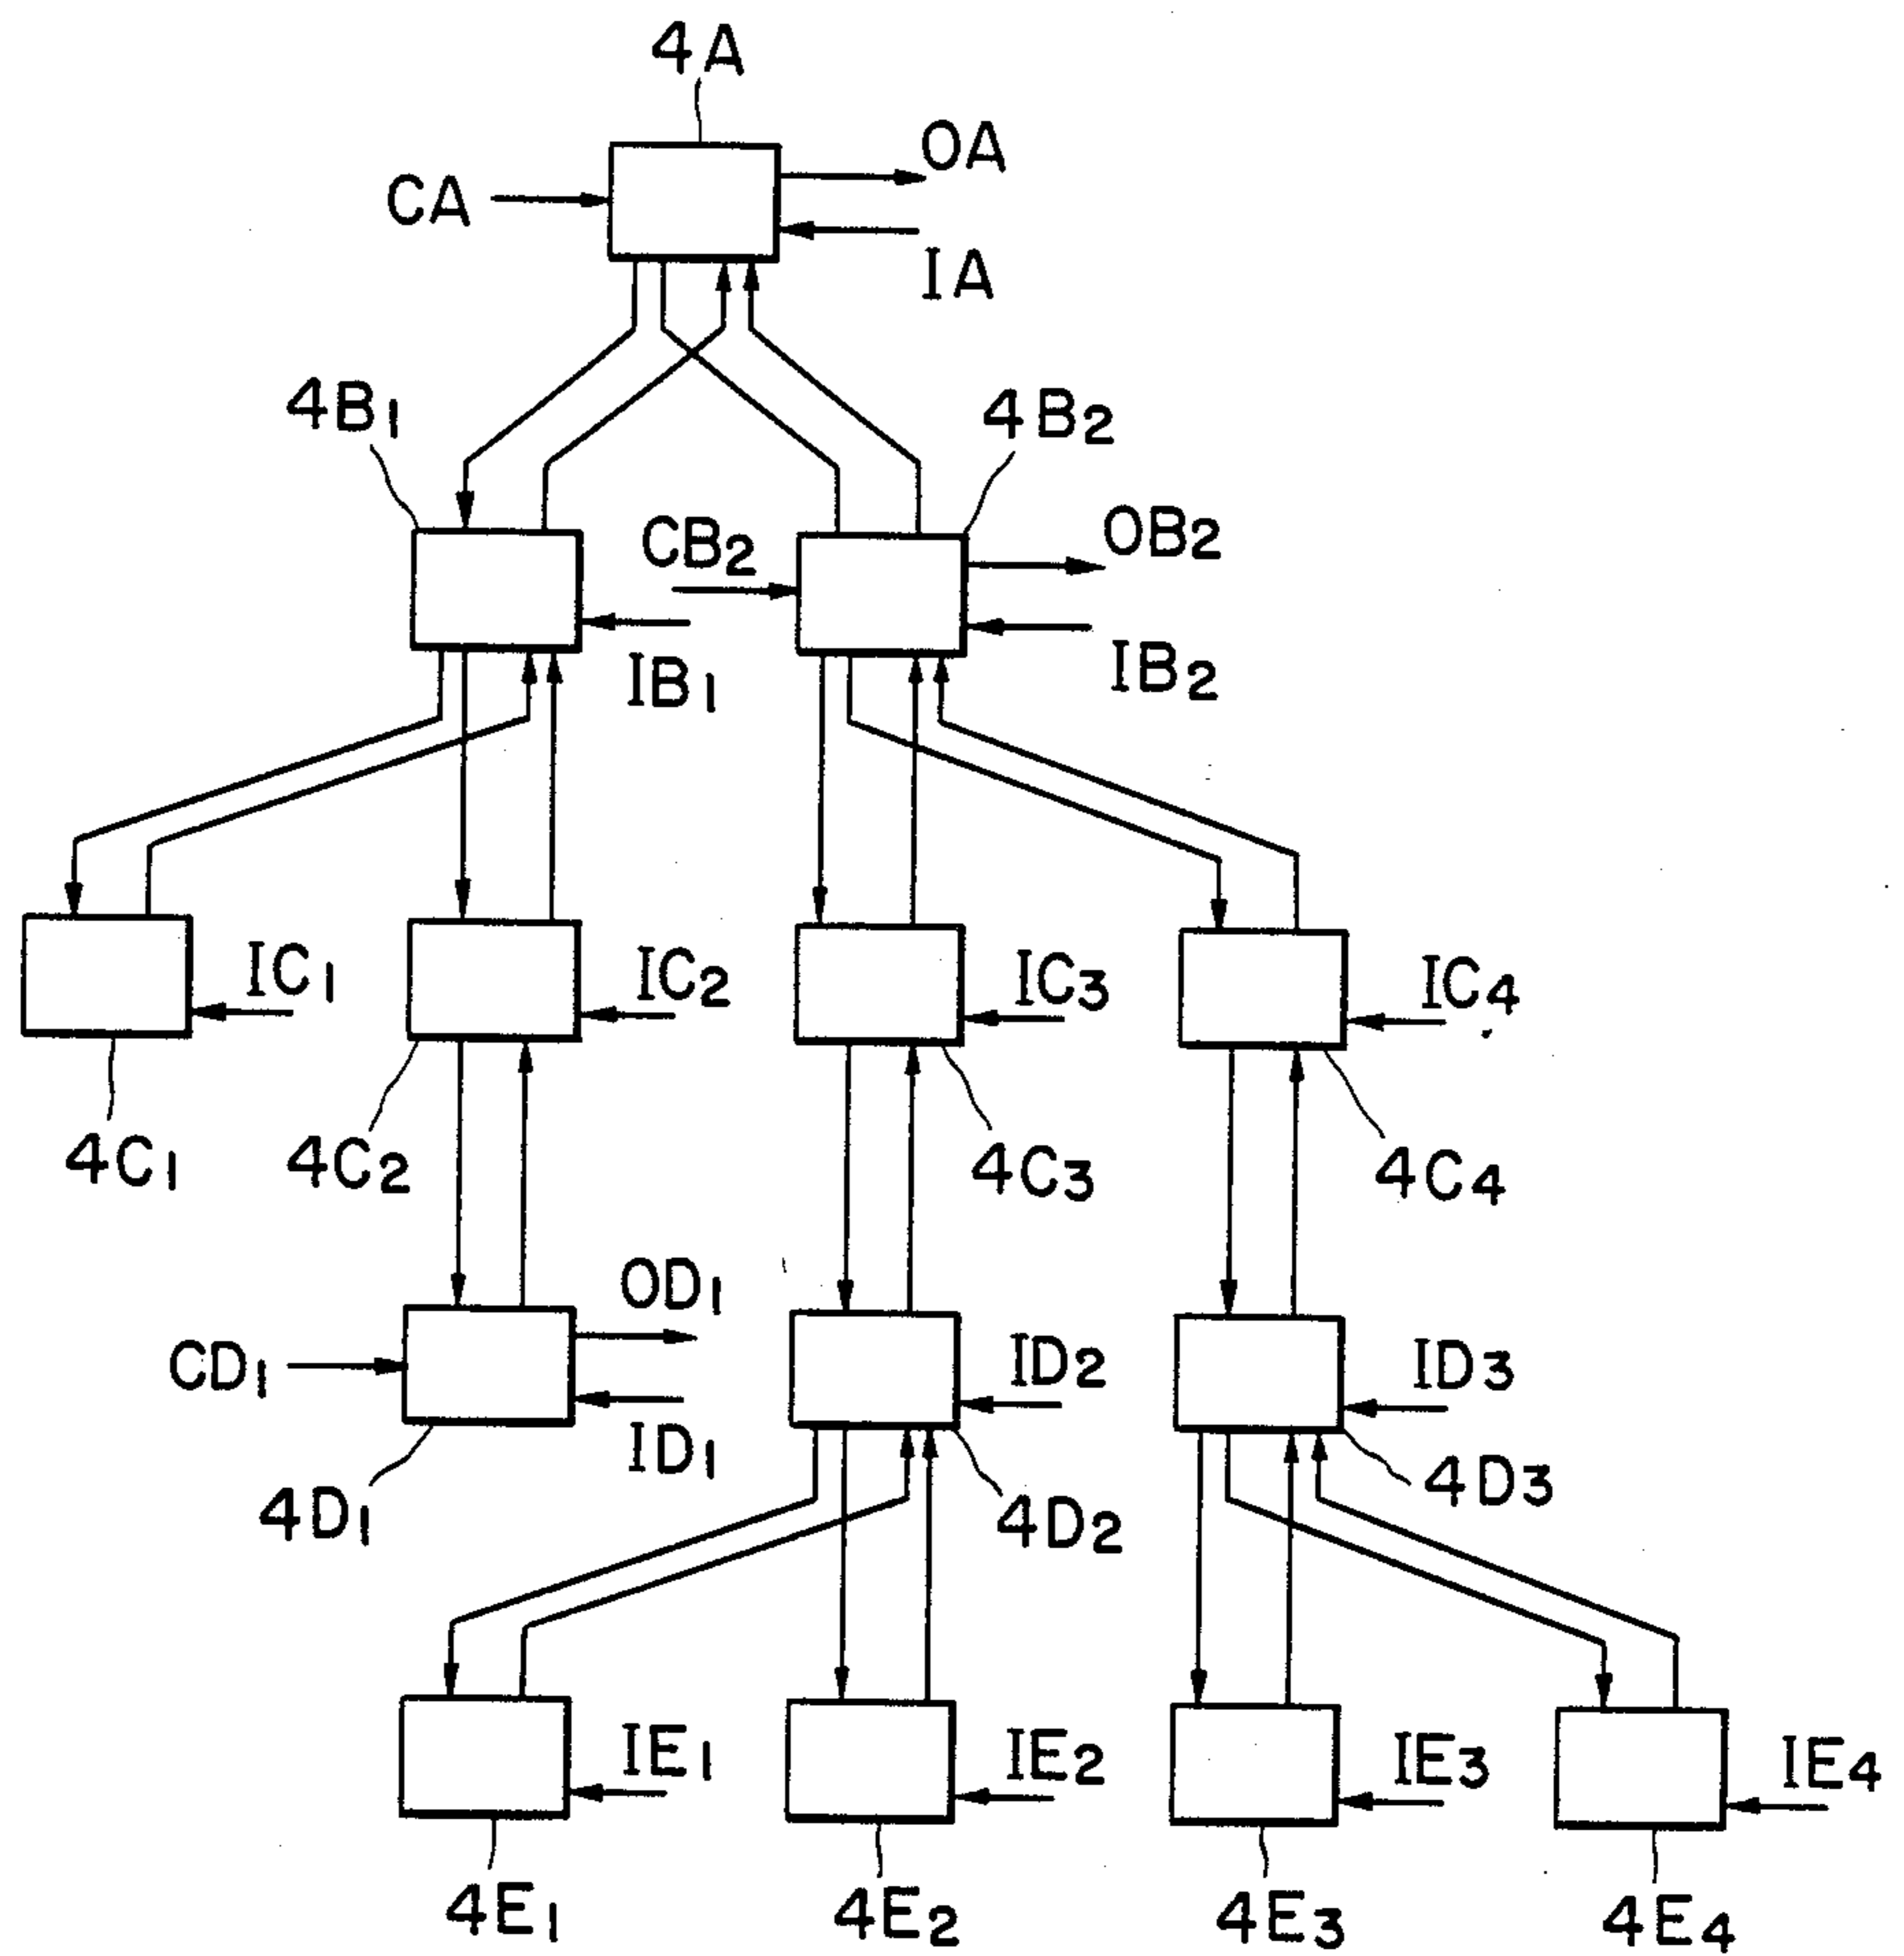 4A
OA
CA
IA
4B1
4B2
CB2
OB2
IB1
IB2
IC1
IC2
IC3
IC4
4C1
4C2
4C3
4C4
OD1
CD1
ID1
ID2
ID3
4D1
4D2
4D3
IE1
IE2
IE3
IE4
4E1
4E2
4E3
4E4